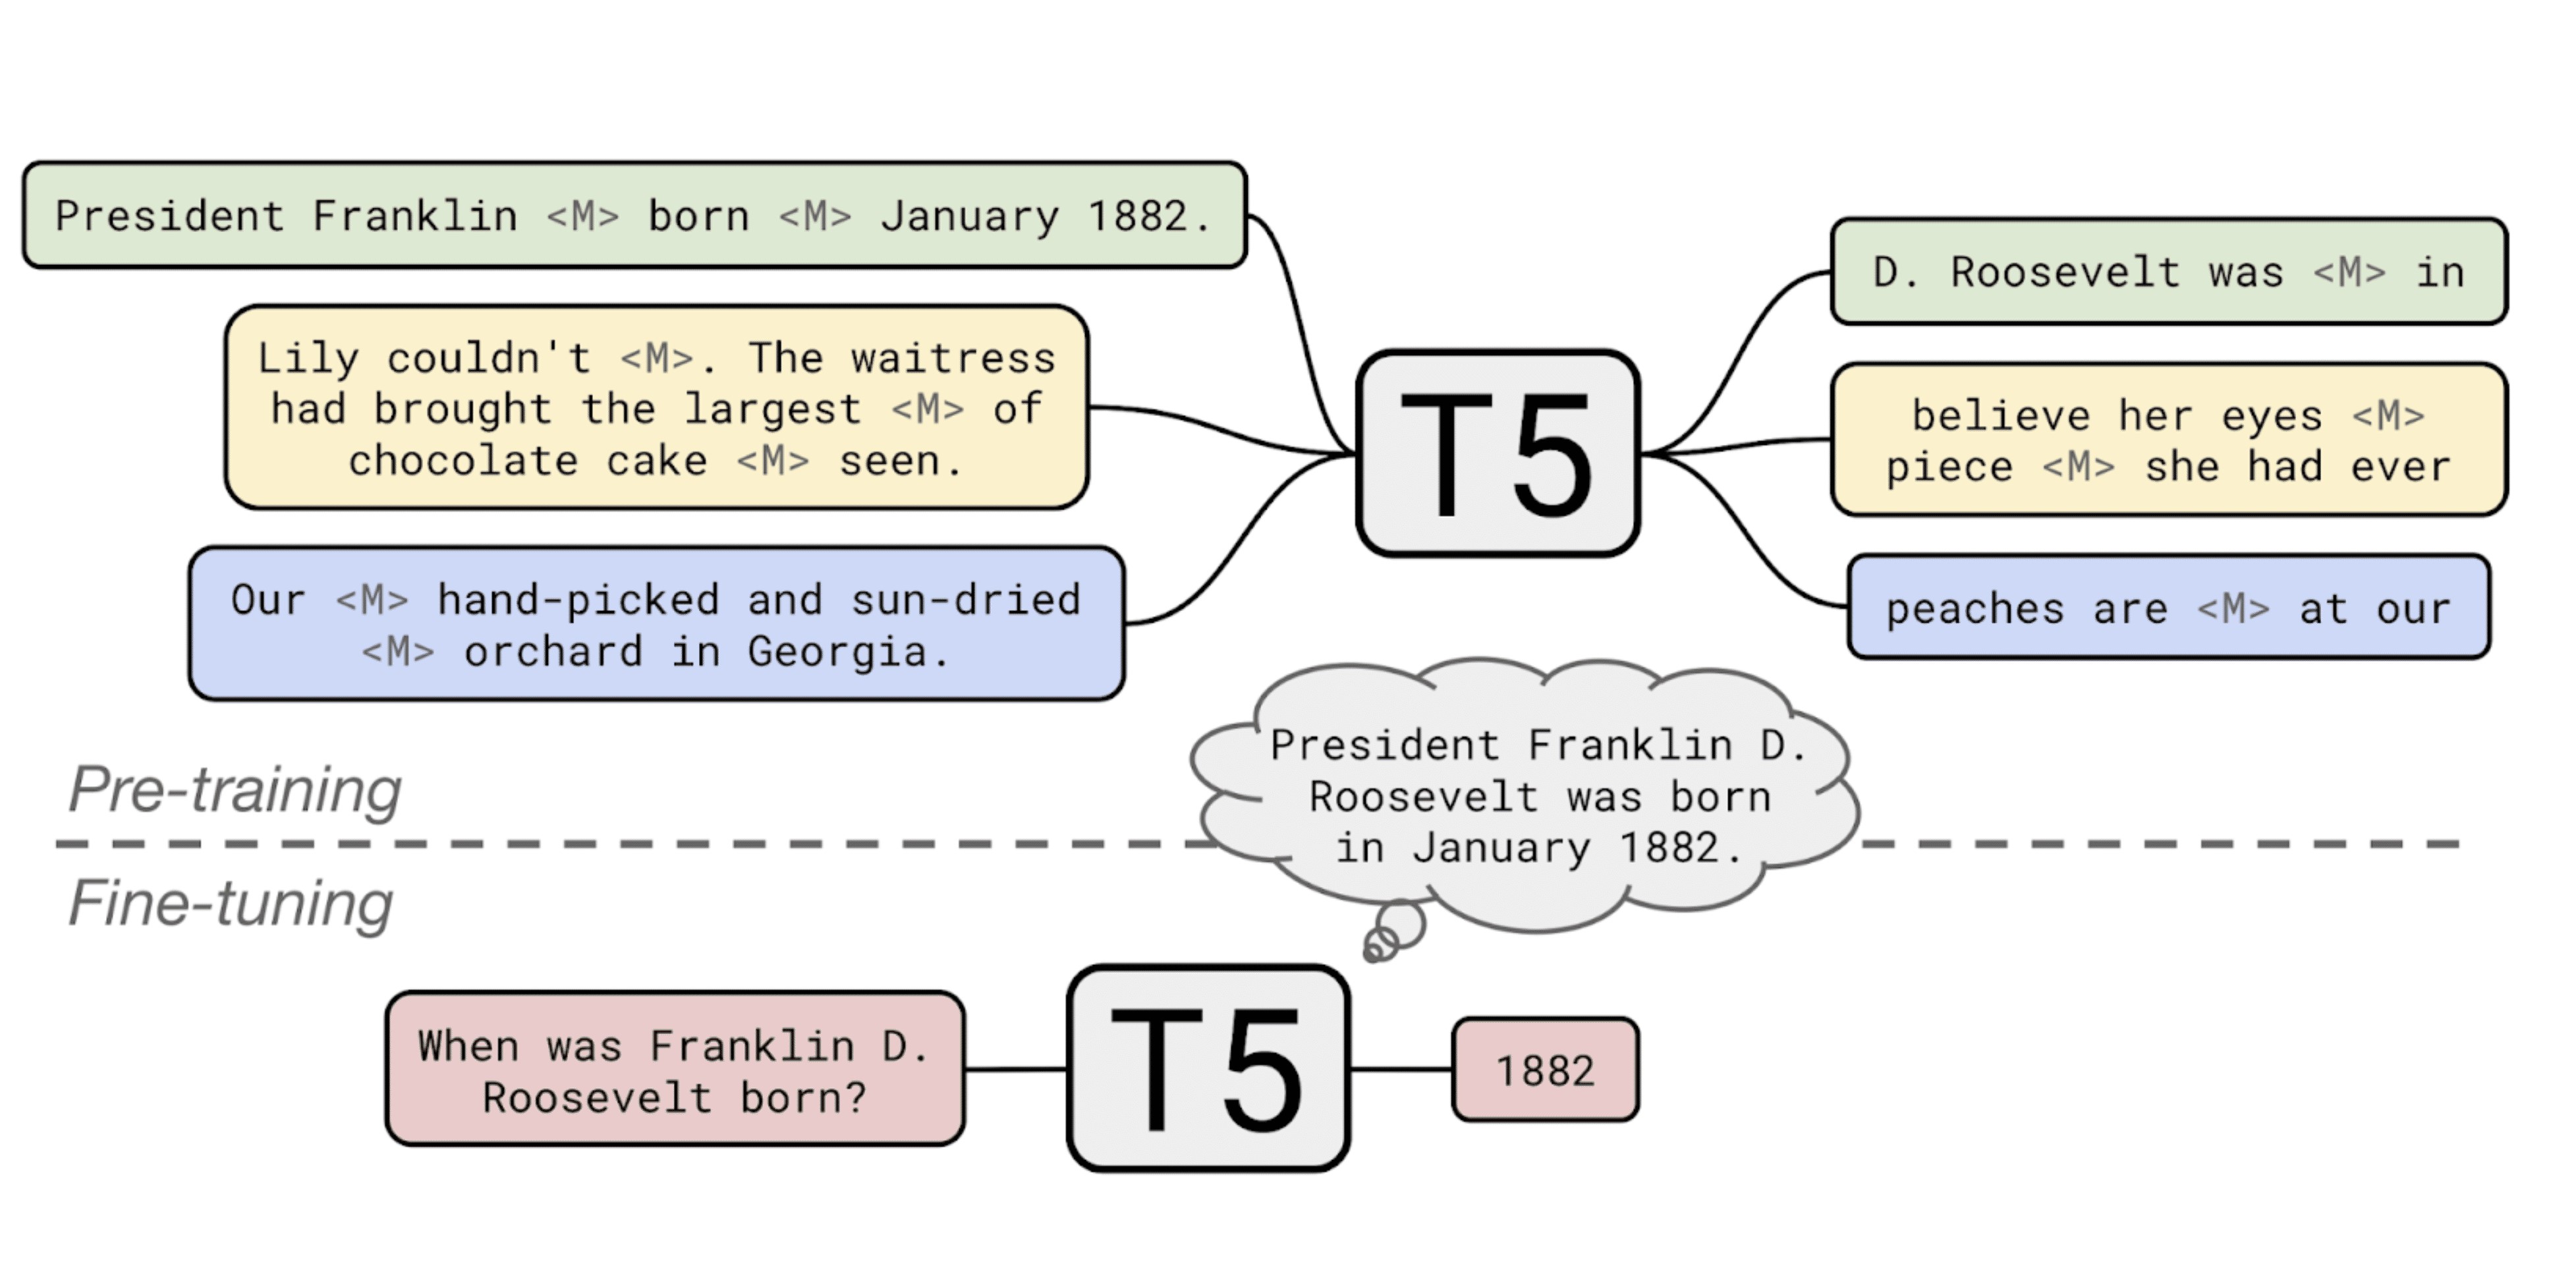 President Franklin <M> born <M> January 1882.
Lily couldn't <M>. The waitress
had brought the largest <M> of
chocolate cake <M> seen.
Our <M> hand-picked and sun-dried
<M> orchard in Georgia.
T5
D. Roosevelt was <M> in
believe her eyes <M>
piece <M> she had ever
peaches are <M> at our
Pre-training
President Franklin D.
Roosevelt was born
in January 1882.
Fine-tuning
When was Franklin D.
Roosevelt born?
T5
1882